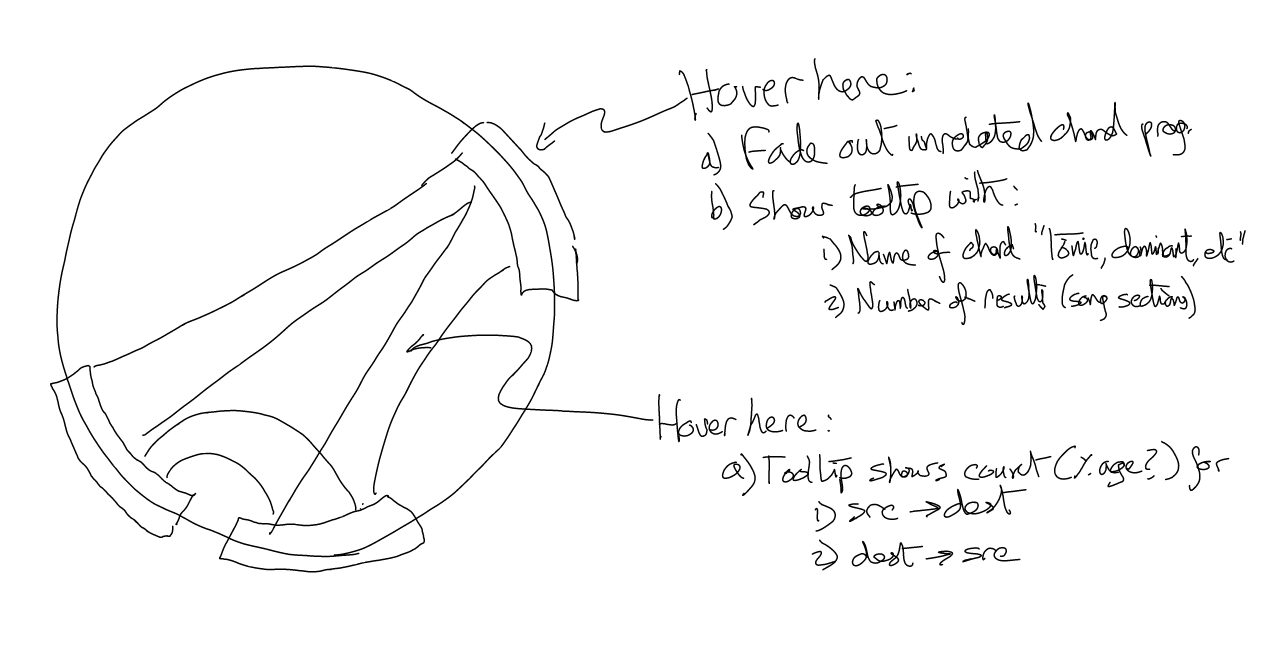 Hover here:
a) Fade out unrelated chord prog.
b) Show tooltip with:
1) Name of chord "Tonic, dominant, etc"
2) Number of results (song sections)
Hover here:
a) Tooltip shows count (%age?) for
1) src → dest
2) dest → src